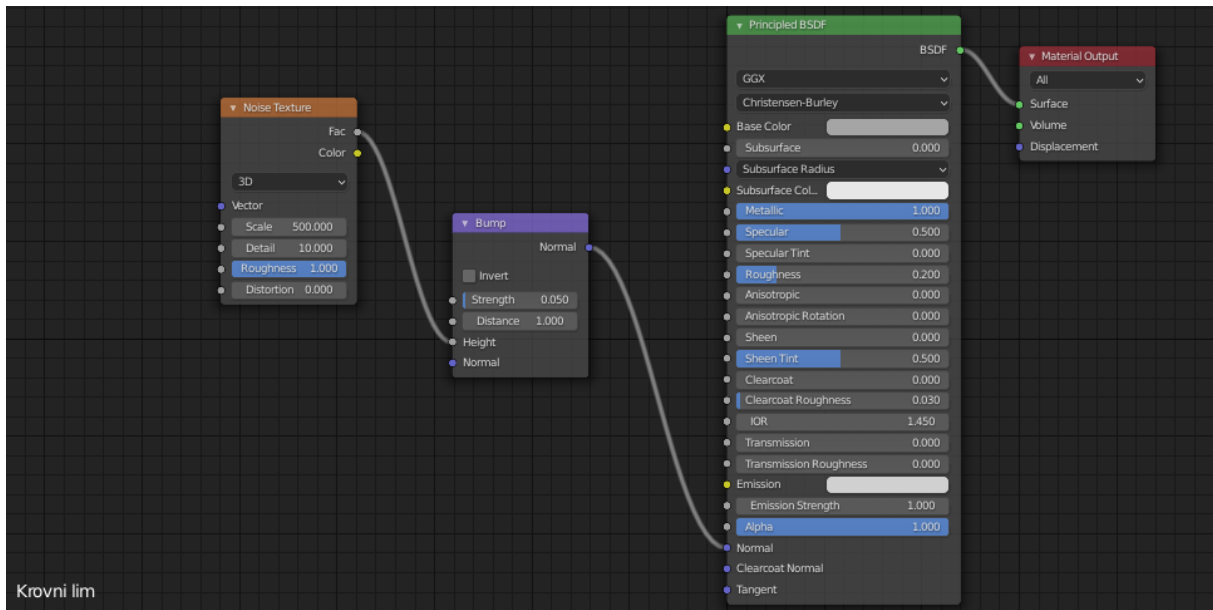 Noise Texture
Fac
Color
3D
Vector
Scale 500.000
Detail 10.000
Roughness 1.000
Distortion 0.000
Bump
Normal
Invert
Strength 0.050
Distance 1.000
Height
Normal
Principled BSDF
BSDF
GGX
Christensen-Burley
Base Color
Subsurface 0.000
Subsurface Radius
Subsurface Col...
Metallic 1.000
Specular 0.500
Specular Tint 0.000
Roughness 0.200
Anisotropic 0.000
Anisotropic Rotation 0.000
Sheen 0.000
Sheen Tint 0.500
Clearcoat 0.000
Clearcoat Roughness 0.030
IOR 1.450
Transmission 0.000
Transmission Roughness 0.000
Emission
Emission Strength 1.000
Alpha 1.000
Normal
Clearcoat Normal
Tangent
Material Output
All
Surface
Volume
Displacement
Krovni lim